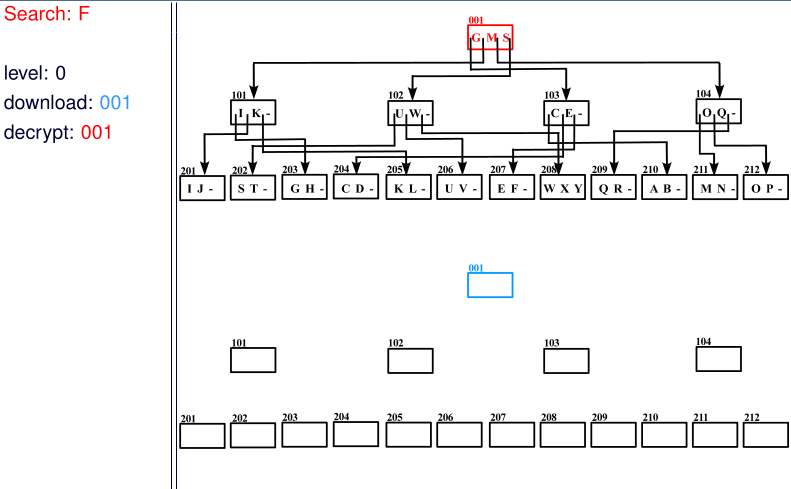 Search: F
level: 0
download: 001
decrypt: 001
001
G M S
101 102 103 104
I K - U W - C E - O Q -
201 202 203 204 205 206 207 208 209 210 211 212
I J - S T - G H - C D - K L - U V - E F - W X Y Q R - A B - M N - O P -
001
101 102 103 104
201 202 203 204 205 206 207 208 209 210 211 212